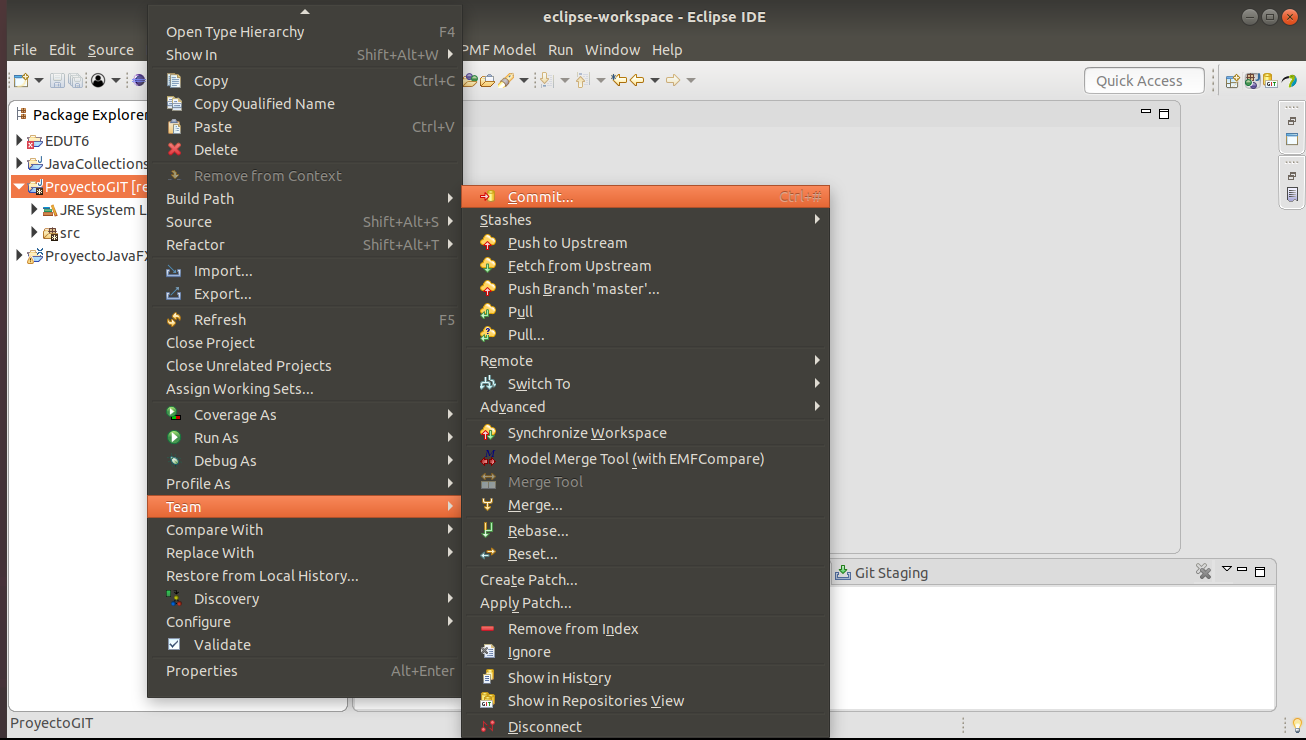 eclipse-workspace - Eclipse IDE
File Edit Source
PMF Model Run Window Help
Quick Access
Package Explorer
EDUT6
JavaCollections
ProyectoGIT [re
JRE System L
src
ProyectoJavaFX
Open Type Hierarchy F4
Show In Shift+Alt+W
Copy Ctrl+C
Copy Qualified Name
Paste Ctrl+V
Delete
Remove from Context
Build Path
Source Shift+Alt+S
Refactor Shift+Alt+T
Import...
Export...
Refresh F5
Close Project
Close Unrelated Projects
Assign Working Sets...
Coverage As
Run As
Debug As
Profile As
Team
Compare With
Replace With
Restore from Local History...
Discovery
Configure
Validate
Properties Alt+Enter
Commit... Ctrl+#
Stashes
Push to Upstream
Fetch from Upstream
Push Branch 'master'...
Pull
Pull...
Remote
Switch To
Advanced
Synchronize Workspace
Model Merge Tool (with EMFCompare)
Merge Tool
Merge...
Rebase...
Reset...
Create Patch...
Apply Patch...
Remove from Index
Ignore
Show in History
Show in Repositories View
Disconnect
Git Staging
ProyectoGIT